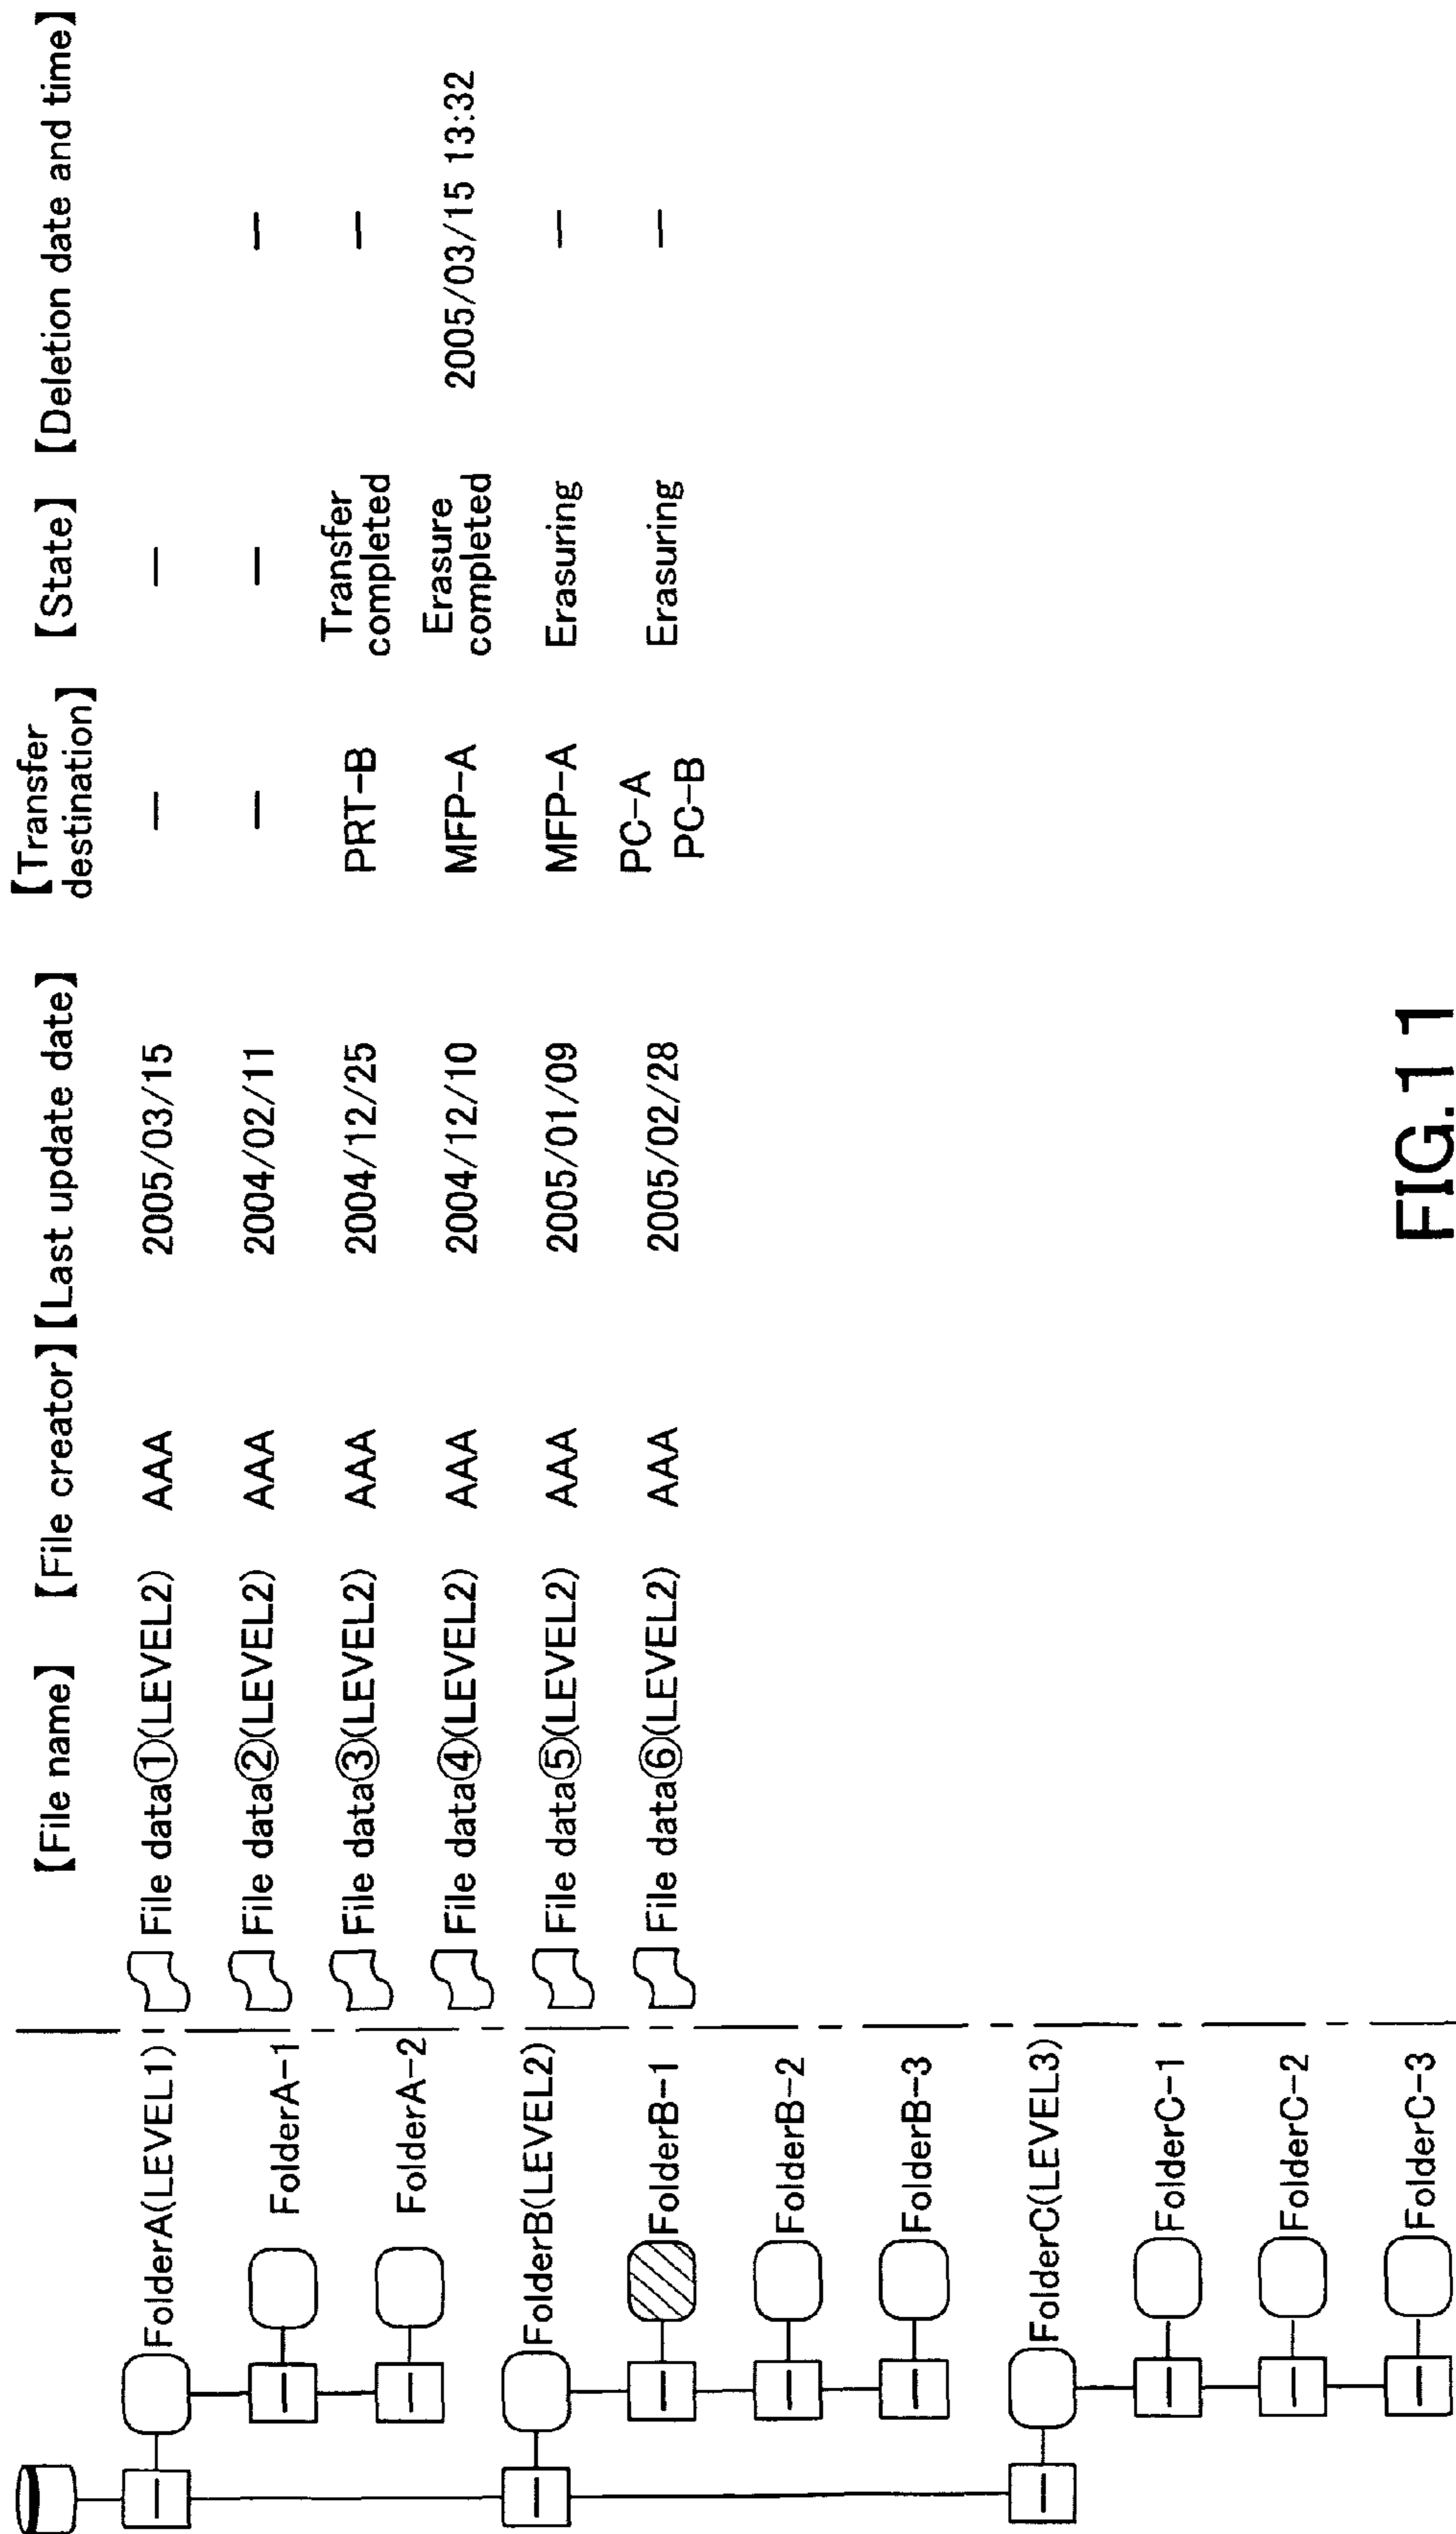 FolderA(LEVEL1)
FolderA-1
FolderA-2
FolderB(LEVEL2)
FolderB-1
FolderB-2
FolderB-3
FolderC(LEVEL3)
FolderC-1
FolderC-2
FolderC-3
【File name】 【File creator】 【Last update date】 【Transfer destination】 【State】 【Deletion date and time】
File data①(LEVEL2) AAA 2005/03/15 — —
File data②(LEVEL2) AAA 2004/02/11 — — —
File data③(LEVEL2) AAA 2004/12/25 PRT-B Transfer completed —
File data④(LEVEL2) AAA 2004/12/10 MFP-A Erasure completed 2005/03/15 13:32
File data⑤(LEVEL2) AAA 2005/01/09 MFP-A Erasuring —
File data⑥(LEVEL2) AAA 2005/02/28 PC-A PC-B Erasuring —
FIG.11